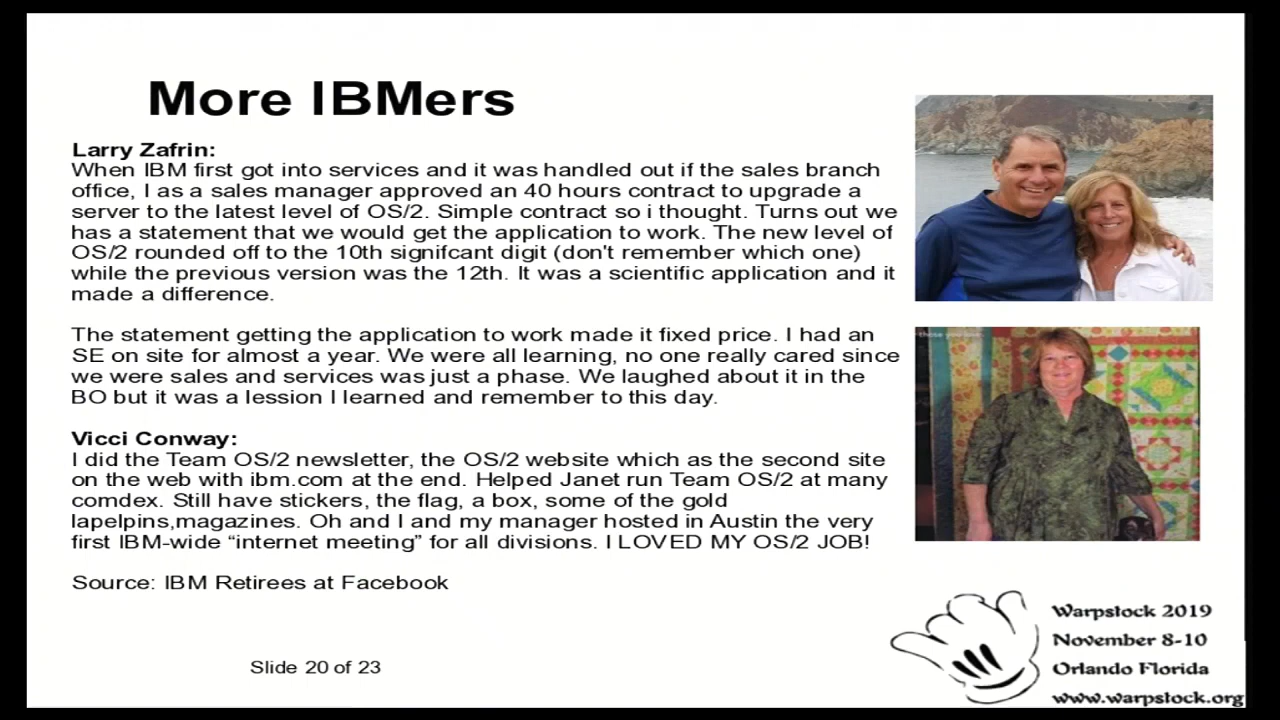 More IBMers
Larry Zafrin:
When IBM first got into services and it was handled out if the sales branch
office, I as a sales manager approved an 40 hours contract to upgrade a
server to the latest level of OS/2. Simple contract so i thought. Turns out we
has a statement that we would get the application to work. The new level of
OS/2 rounded off to the 10th signifcant digit (don't remember which one)
while the previous version was the 12th. It was a scientific application and it
made a difference.
The statement getting the application to work made it fixed price. I had an
SE on site for almost a year. We were all learning, no one really cared since
we were sales and services was just a phase. We laughed about it in the
BO but it was a lession I learned and remember to this day.
Vicci Conway:
I did the Team OS/2 newsletter, the OS/2 website which as the second site
on the web with ibm.com at the end. Helped Janet run Team OS/2 at many
comdex. Still have stickers, the flag, a box, some of the gold
lapelpins,magazines. Oh and I and my manager hosted in Austin the very
first IBM-wide “internet meeting” for all divisions. I LOVED MY OS/2 JOB!
Source: IBM Retirees at Facebook
those you love
Warpstock 2019
November 8-10
Orlando Florida
www.warpstock.org
Slide 20 of 23